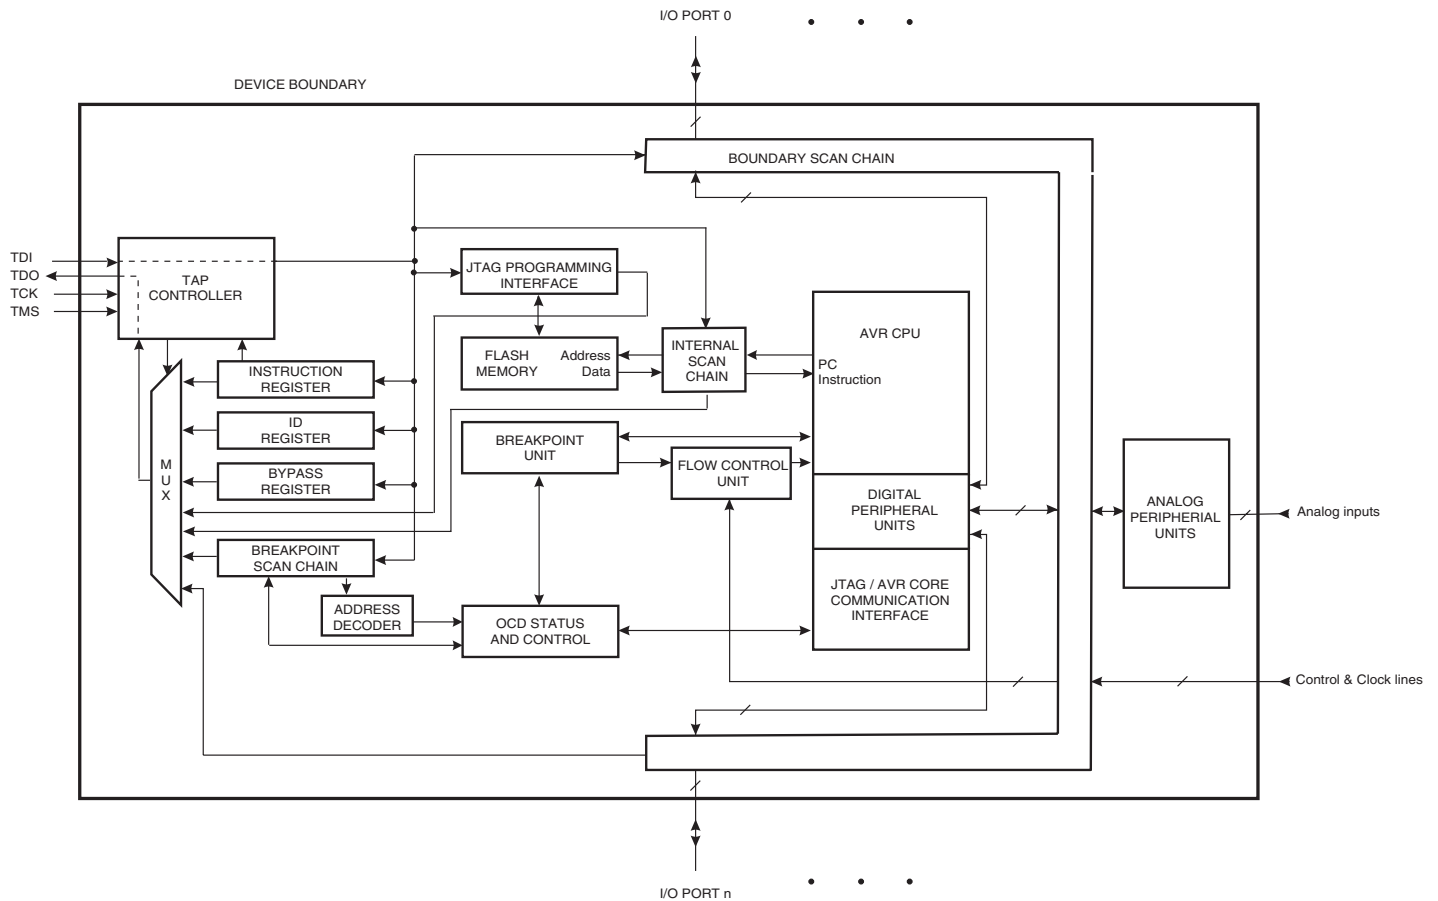 I/O PORT 0
DEVICE BOUNDARY
BOUNDARY SCAN CHAIN
TDI
TDO
TCK
TMS
TAP
CONTROLLER
JTAG PROGRAMMING
INTERFACE
FLASH
MEMORY
Address
Data
INTERNAL
SCAN
CHAIN
AVR CPU
PC
Instruction
INSTRUCTION
REGISTER
ID
REGISTER
BYPASS
REGISTER
M
U
X
BREAKPOINT
UNIT
FLOW CONTROL
UNIT
DIGITAL
PERIPHERAL
UNITS
ANALOG
PERIPHERIAL
UNITS
Analog inputs
BREAKPOINT
SCAN CHAIN
ADDRESS
DECODER
OCD STATUS
AND CONTROL
JTAG / AVR CORE
COMMUNICATION
INTERFACE
Control & Clock lines
I/O PORT n